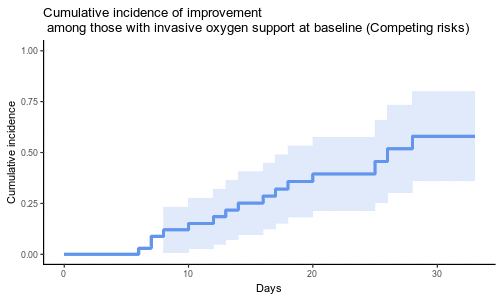 Cumulative incidence of improvement
among those with invasive oxygen support at baseline (Competing risks)
1.00
0.75
0.50
0.25
0.00
Cumulative incidence
0 10 20 30
Days